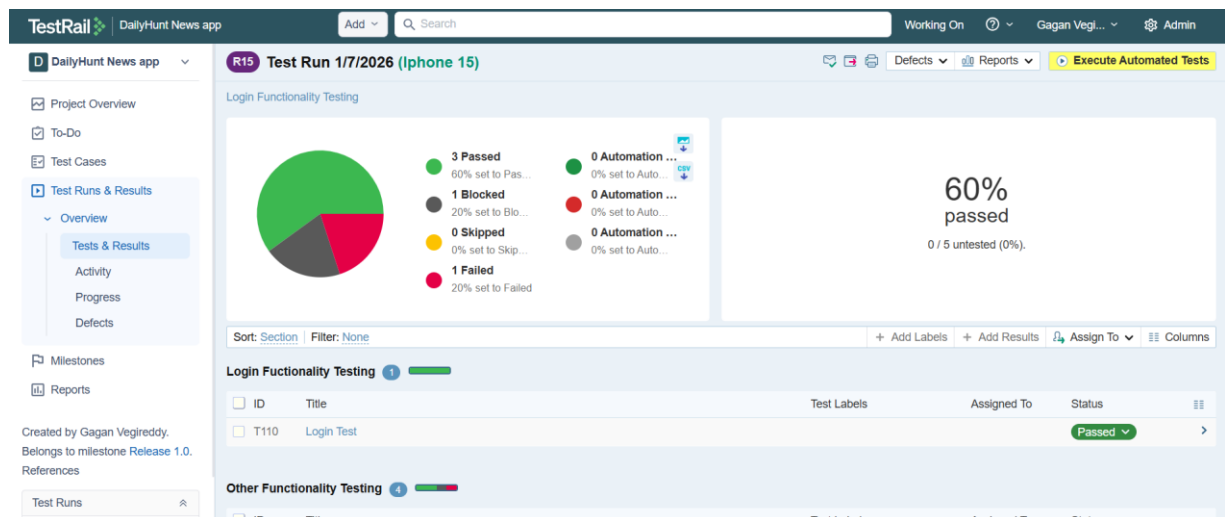 TestRail DailyHunt News app Add Search Working On Gagan Vegi... Admin
D DailyHunt News app
Project Overview
To-Do
Test Cases
Test Runs & Results
Overview
Tests & Results
Activity
Progress
Defects
Milestones
Reports
Created by Gagan Vegireddy.
Belongs to milestone Release 1.0.
References
Test Runs
R15 Test Run 1/7/2026 (Iphone 15)
Defects Reports Execute Automated Tests
Login Functionality Testing
3 Passed
60% set to Pas...
1 Blocked
20% set to Blo...
0 Skipped
0% set to Skip...
1 Failed
20% set to Failed
0 Automation ...
0% set to Auto...
0 Automation ...
0% set to Auto...
0 Automation ...
0% set to Auto...
CSV
60%
passed
0 / 5 untested (0%).
Sort: Section Filter: None + Add Labels + Add Results Assign To Columns
Login Fuctionality Testing 1
ID Title Test Labels Assigned To Status
T110 Login Test Passed
Other Functionality Testing 4